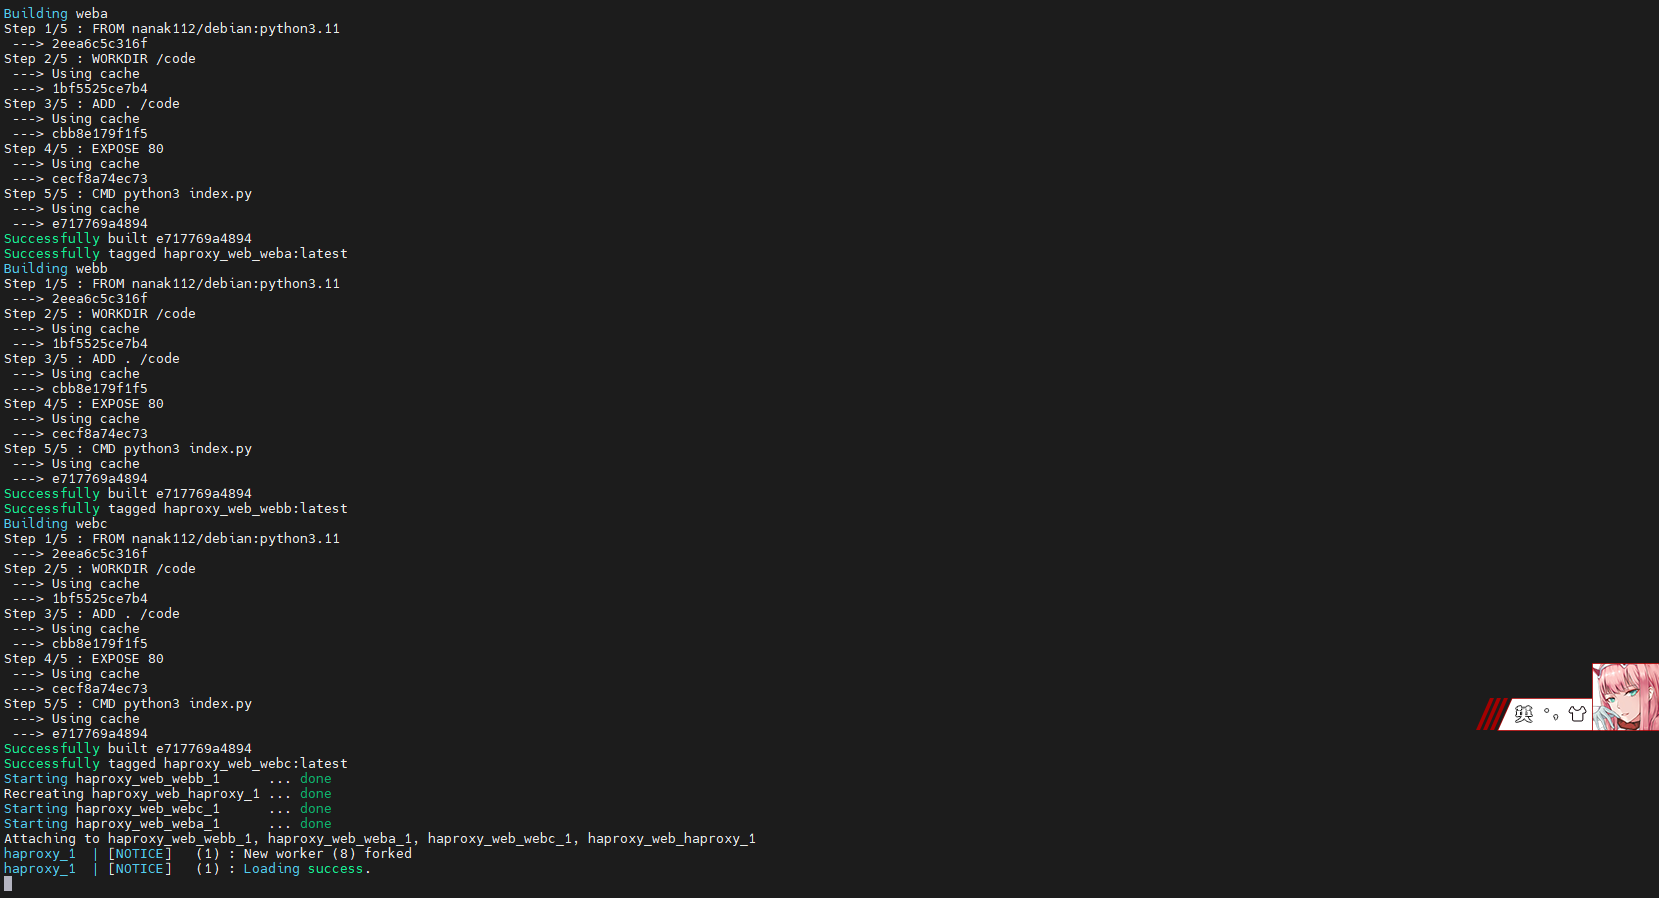 Building weba
Step 1/5 : FROM nanak112/debian:python3.11
 ---> 2eea6c5c316f
Step 2/5 : WORKDIR /code
 ---> Using cache
 ---> 1bf5525ce7b4
Step 3/5 : ADD . /code
 ---> Using cache
 ---> cbb8e179f1f5
Step 4/5 : EXPOSE 80
 ---> Using cache
 ---> cecf8a74ec73
Step 5/5 : CMD python3 index.py
 ---> Using cache
 ---> e717769a4894
Successfully built e717769a4894
Successfully tagged haproxy_web_weba:latest
Building webb
Step 1/5 : FROM nanak112/debian:python3.11
 ---> 2eea6c5c316f
Step 2/5 : WORKDIR /code
 ---> Using cache
 ---> 1bf5525ce7b4
Step 3/5 : ADD . /code
 ---> Using cache
 ---> cbb8e179f1f5
Step 4/5 : EXPOSE 80
 ---> Using cache
 ---> cecf8a74ec73
Step 5/5 : CMD python3 index.py
 ---> Using cache
 ---> e717769a4894
Successfully built e717769a4894
Successfully tagged haproxy_web_webb:latest
Building webc
Step 1/5 : FROM nanak112/debian:python3.11
 ---> 2eea6c5c316f
Step 2/5 : WORKDIR /code
 ---> Using cache
 ---> 1bf5525ce7b4
Step 3/5 : ADD . /code
 ---> Using cache
 ---> cbb8e179f1f5
Step 4/5 : EXPOSE 80
 ---> Using cache
 ---> cecf8a74ec73
Step 5/5 : CMD python3 index.py
 ---> Using cache
 ---> e717769a4894
Successfully built e717769a4894
Successfully tagged haproxy_web_webc:latest
Starting haproxy_web_webb_1      ... done
Recreating haproxy_web_haproxy_1 ... done
Starting haproxy_web_webc_1      ... done
Starting haproxy_web_weba_1      ... done
Attaching to haproxy_web_webb_1, haproxy_web_weba_1, haproxy_web_webc_1, haproxy_web_haproxy_1
haproxy_1  | [NOTICE]   (1) : New worker (8) forked
haproxy_1  | [NOTICE]   (1) : Loading success.